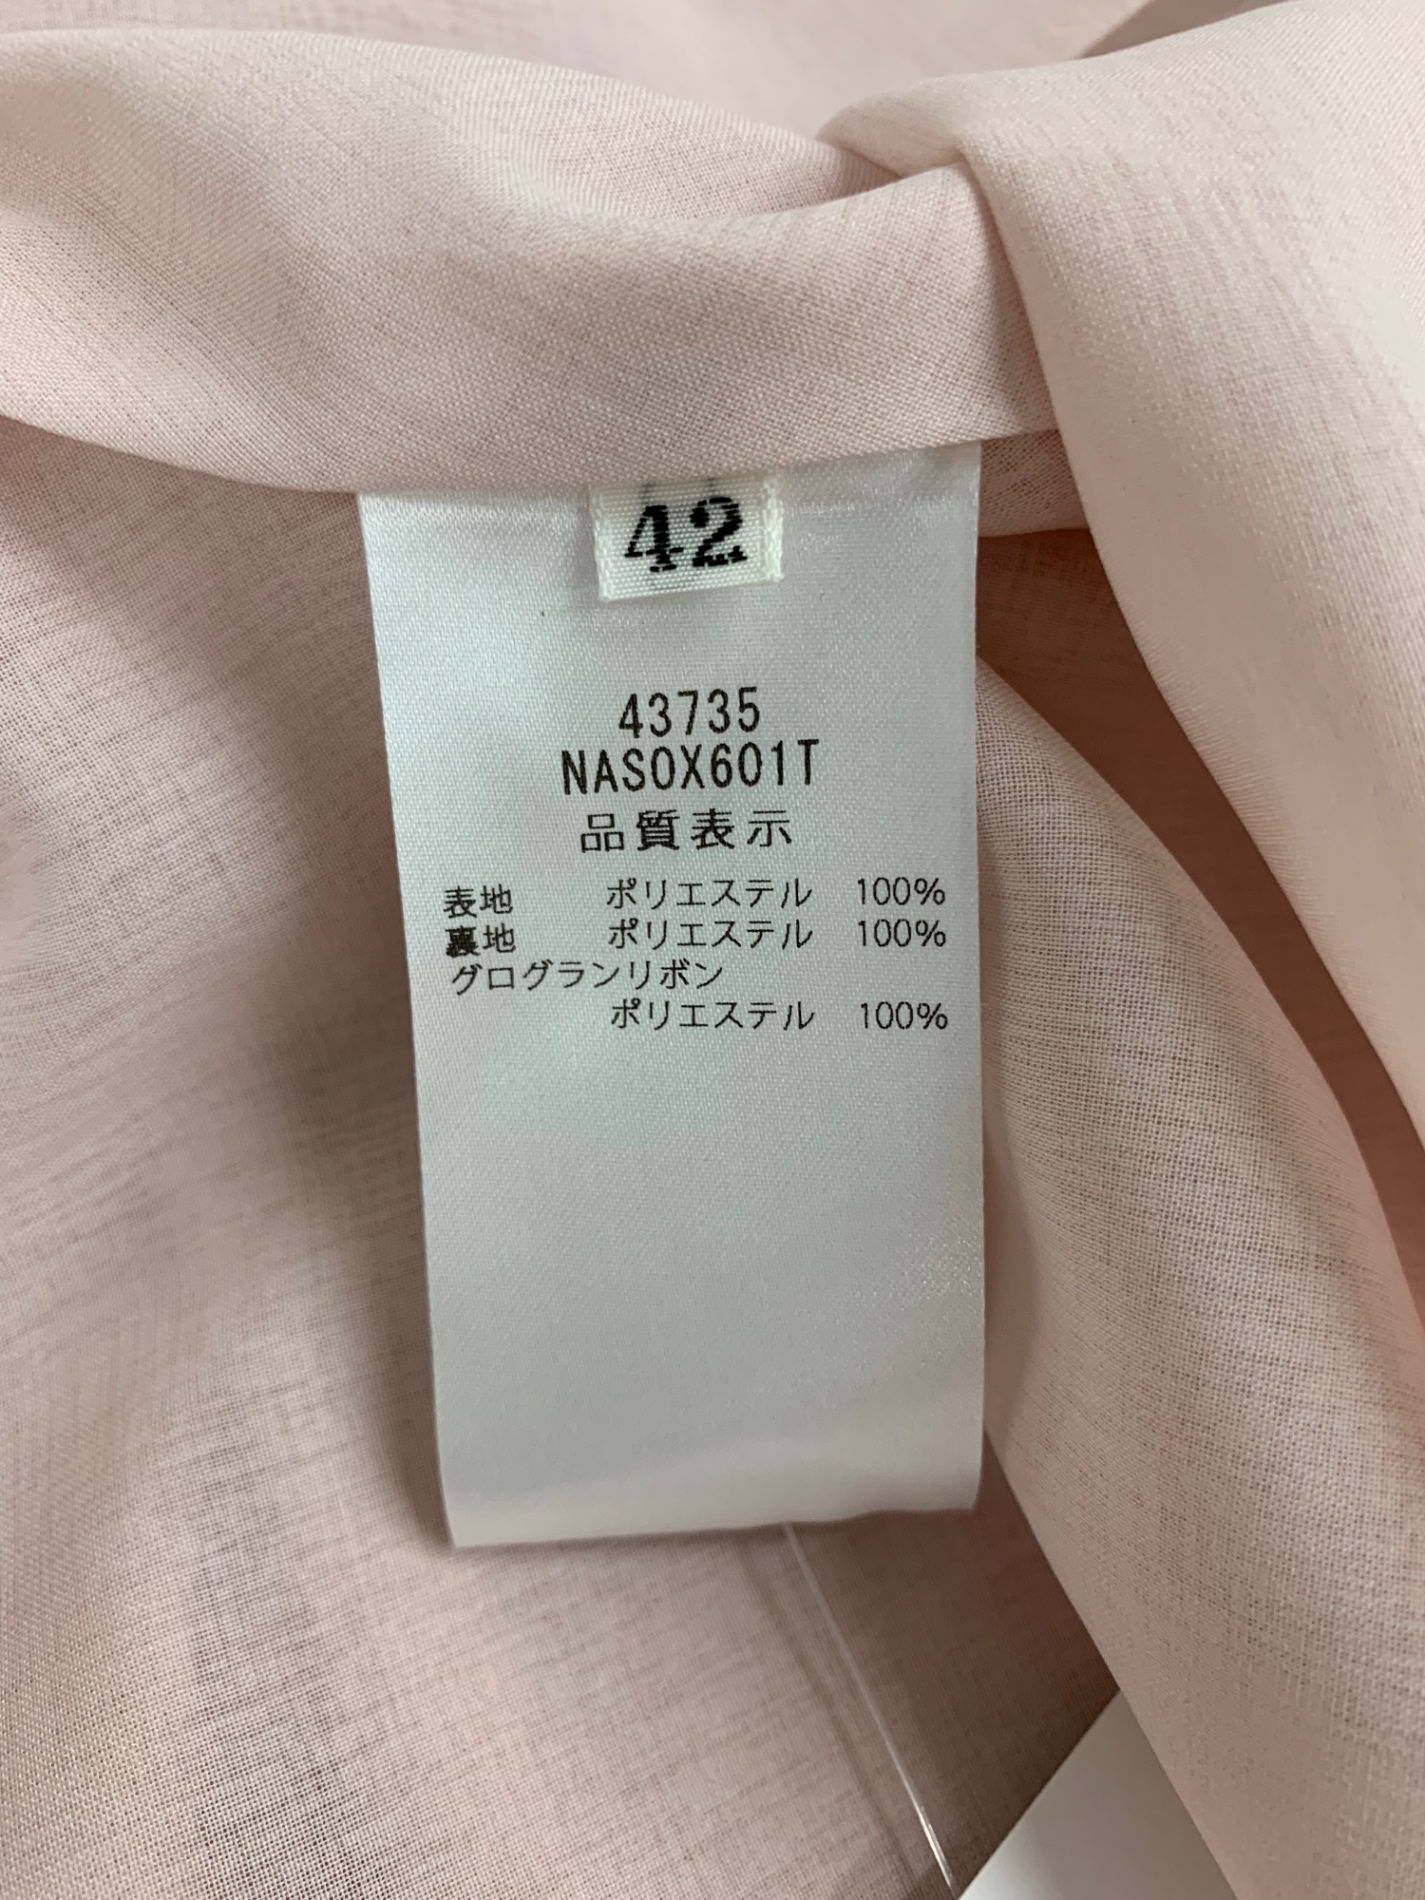 42
43735
NASOX601T
品質表示
表地 ポリエステル 100%
裏地 ポリエステル 100%
グログランリボン
ポリエステル 100%